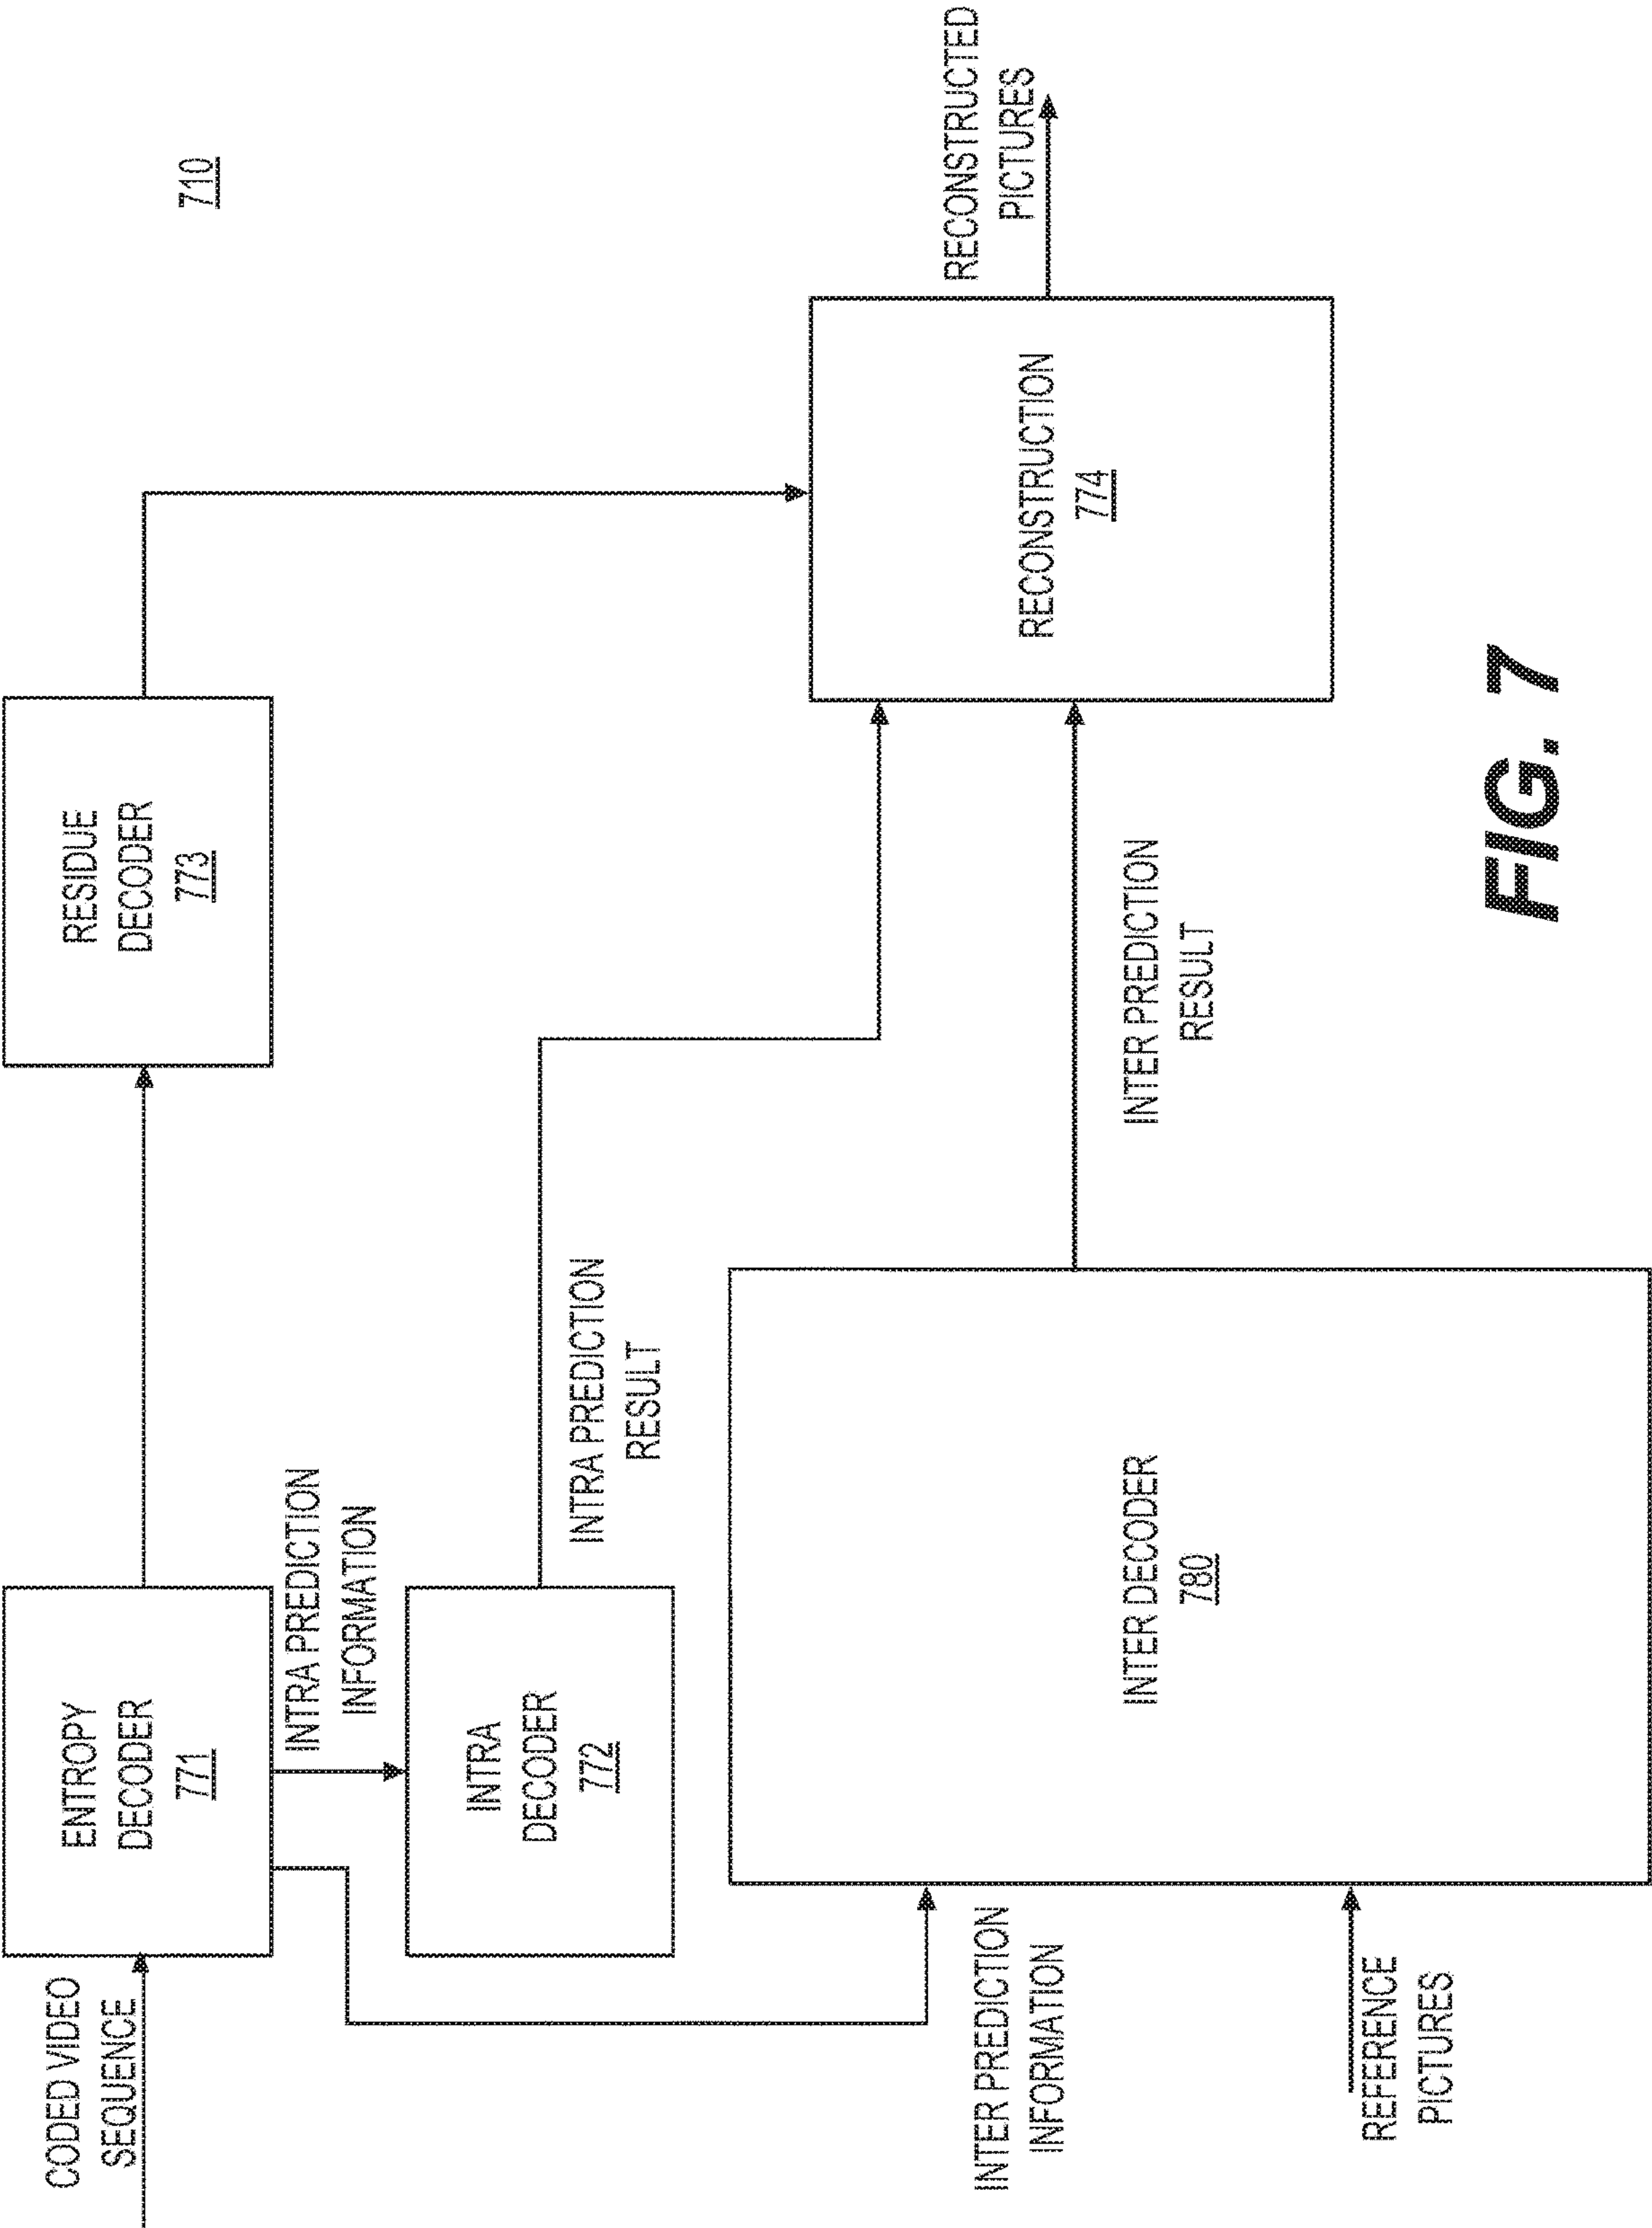 710
CODED VIDEO
SEQUENCE
ENTROPY
DECODER
771
RESIDUE
DECODER
773
INTRA PREDICTION
INFORMATION
INTRA
DECODER
772
INTRA PREDICTION
RESULT
INTER PREDICTION
INFORMATION
REFERENCE
PICTURES
INTER DECODER
780
INTER PREDICTION
RESULT
RECONSTRUCTION
774
RECONSTRUCTED
PICTURES
FIG. 7